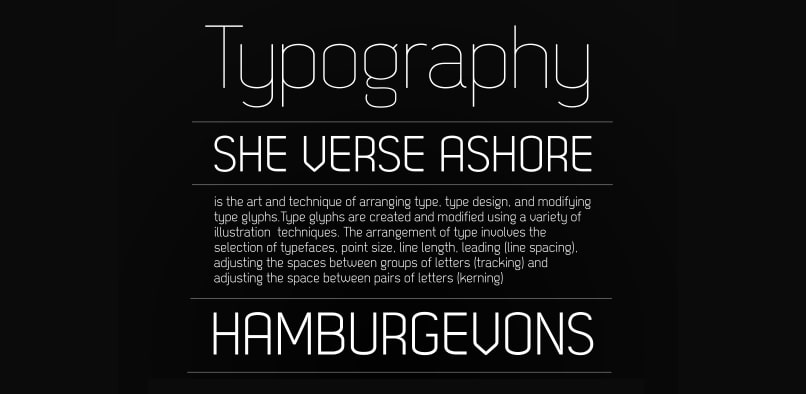 Typography
SHE VERSE ASHORE
is the art and technique of arranging type, type design, and modifying
type glyphs.Type glyphs are created and modified using a variety of
illustration  techniques. The arrangement of type involves the
selection of typefaces, point size, line length, leading (line spacing),
adjusting the spaces between groups of letters (tracking) and
adjusting the space between pairs of letters (kerning)
HAMBURGEVONS